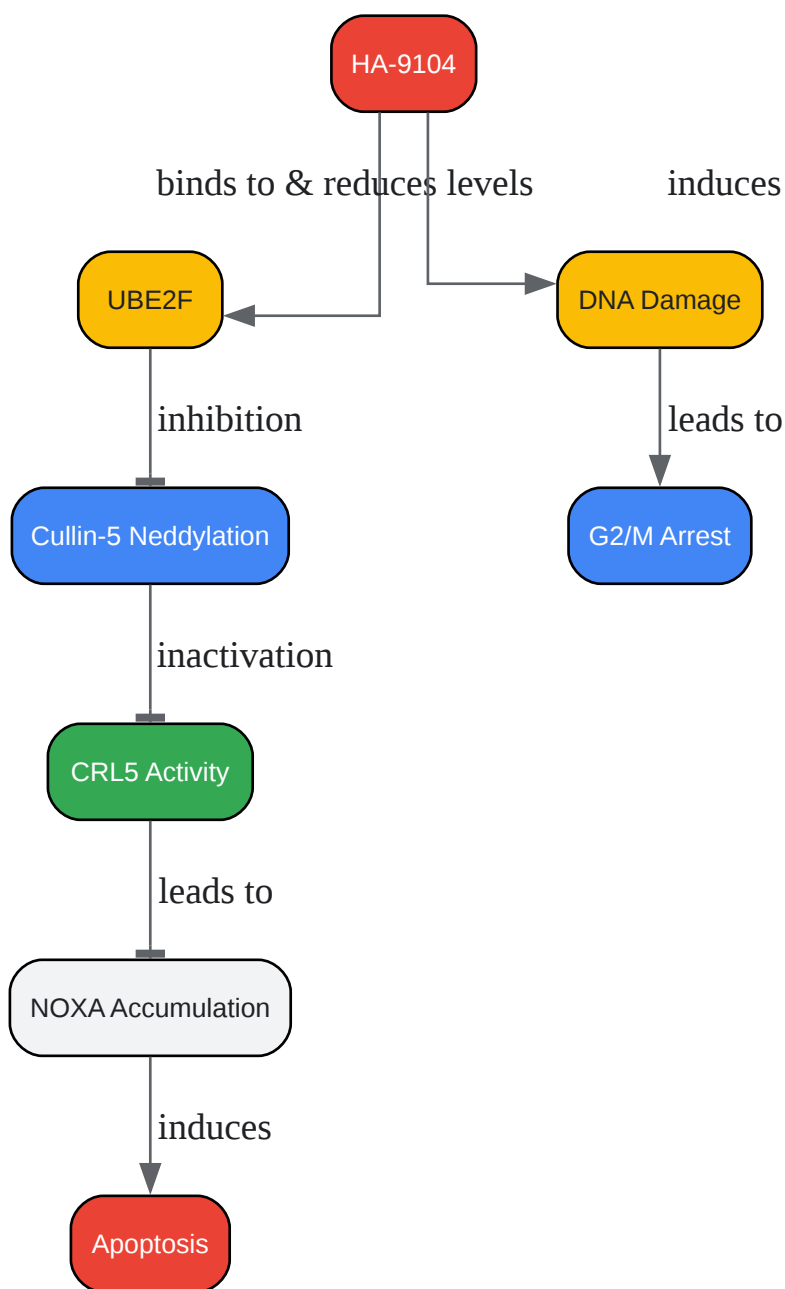 HA-9104
binds to & reduces levels
induces
UBE2F
DNA Damage
inhibition
leads to
Cullin-5 Neddylation
G2/M Arrest
inactivation
CRL5 Activity
leads to
NOXA Accumulation
induces
Apoptosis